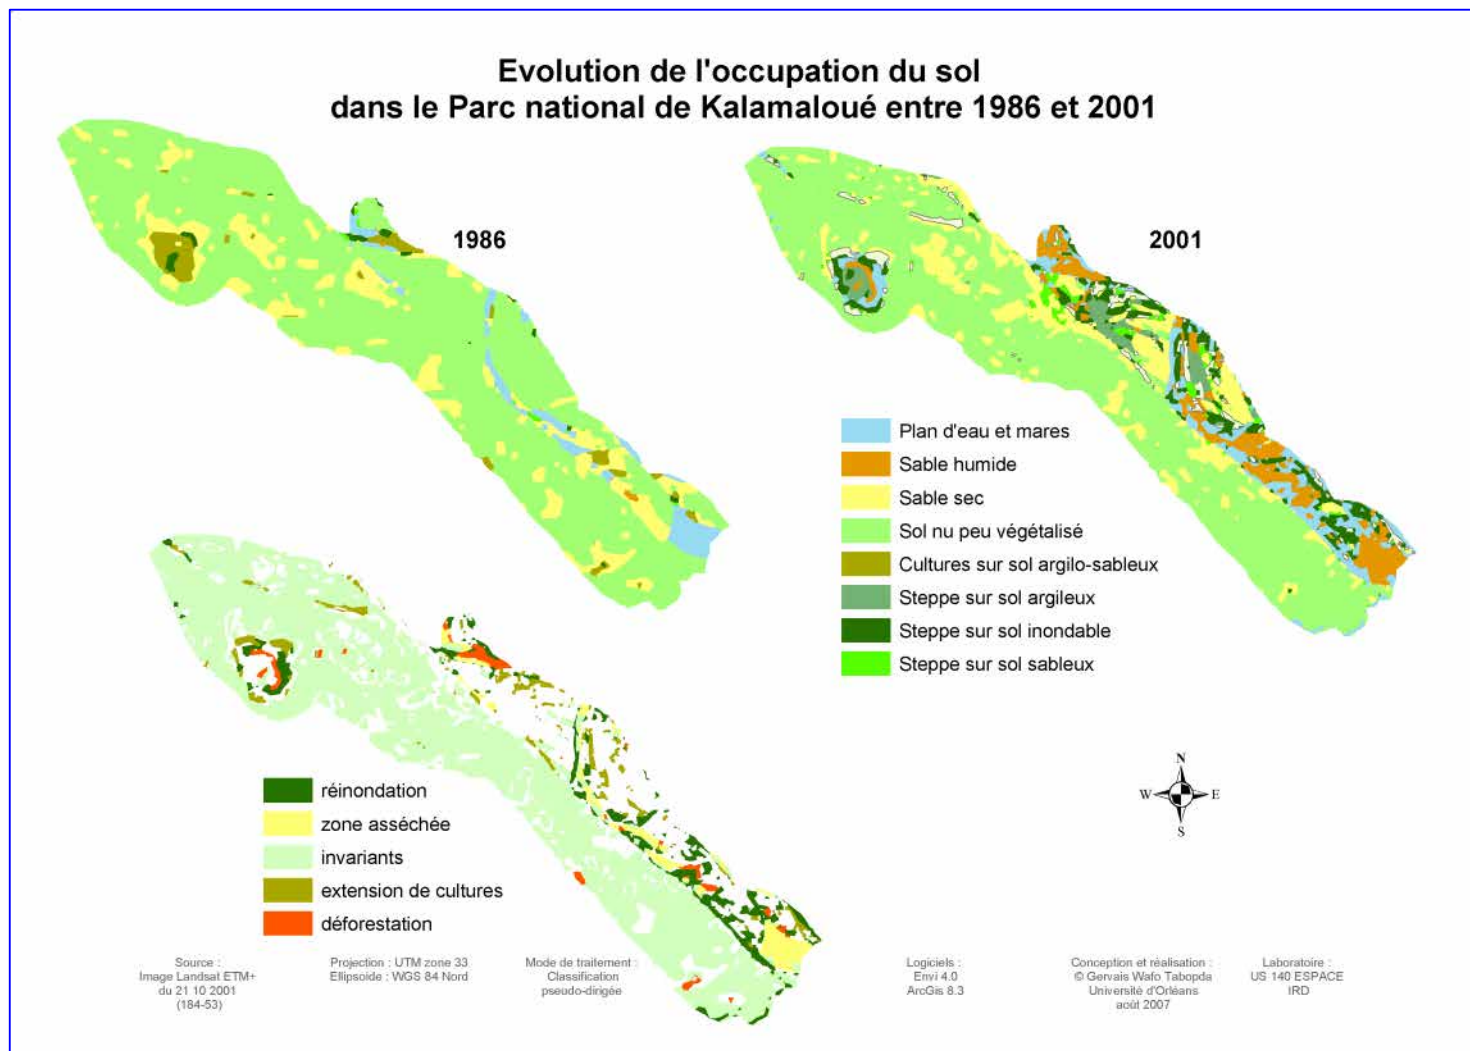 Evolution de l'occupation du sol
dans le Parc national de Kalamaloué entre 1986 et 2001
1986
2001
Plan d'eau et mares
Sable humide
Sable sec
Sol nu peu végétalisé
Cultures sur sol argilo-sableux
Steppe sur sol argileux
Steppe sur sol inondable
Steppe sur sol sableux
réinondation
zone asséchée
invariants
extension de cultures
déforestation
N
W E
S
Source :
Image Landsat ETM+
du 21 10 2001
(184-53)
Projection : UTM zone 33
Ellipsoide : WGS 84 Nord
Mode de traitement :
Classification
pseudo-dirigée
Logiciels :
Envi 4.0
ArcGis 8.3
Conception et réalisation :
© Gervais Wafo Tabopda
Université d'Orléans
août 2007
Laboratoire :
US 140 ESPACE
IRD